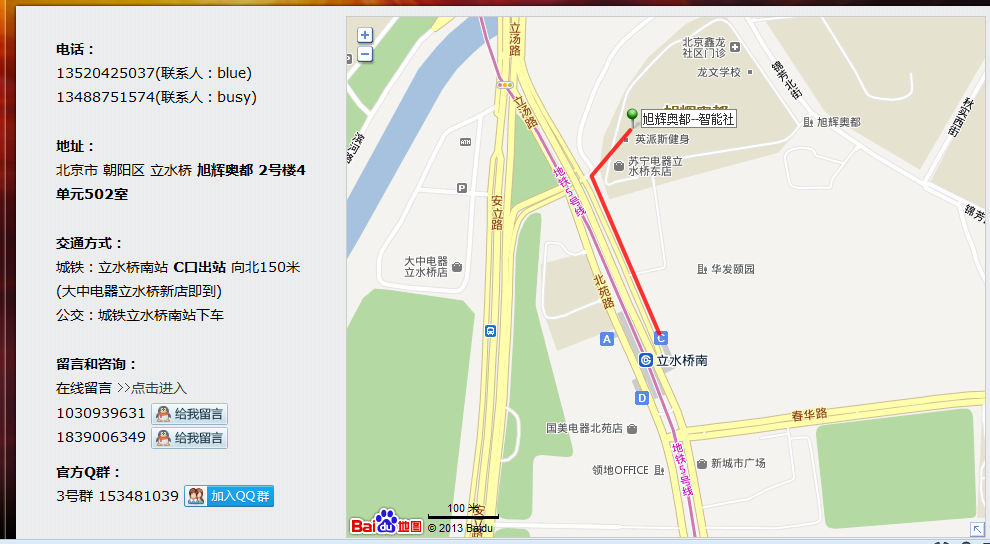 电话：
13520425037(联系人：blue)
13488751574(联系人：busy)
地址：
北京市 朝阳区 立水桥 旭辉奥都 2号楼4
单元502室
交通方式：
城铁：立水桥南站 C口出站 向北150米
(大中电器立水桥新店即到)
公交：城铁立水桥南站下车
留言和咨询：
在线留言 >>点击进入
1030939631 给我留言
1839006349 给我留言
官方Q群：
3号群 153481039 加入QQ群
立汤路
北京鑫龙
社区门诊
龙文学校
锦芳北街
秋实西街
旭辉奥都
立汤路
旭辉奥都--智能社
旭辉奥都
英派斯健身
滨河路
苏宁电器立
水桥东店
P
地铁5号线
安立路
锦芳
大中电器
立水桥店
华发颐园
北苑路
A
C
立水桥南
D
春华路
国美电器北苑店
地铁5号线
新城市广场
领地OFFICE
安立
100 米
Baidu地图
© 2013 Baidu